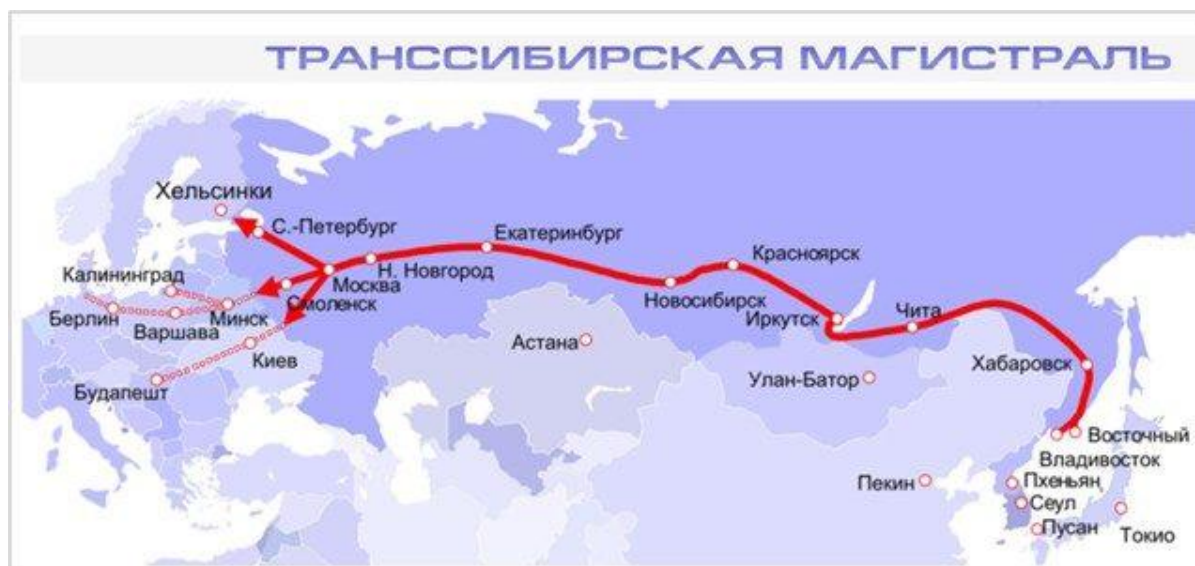 ТРАНССИБИРСКАЯ МАГИСТРАЛЬ
Хельсинки
С.-Петербург
Екатеринбург
Красноярск
Калининград
Н. Новгород
Москва
Смоленск
Новосибирск
Берлин
Варшава
Минск
Иркутск
Чита
Киев
Астана
Хабаровск
Будапешт
Улан-Батор
Восточный
Владивосток
Пекин
Пхеньян
Сеул
Пусан
Токио